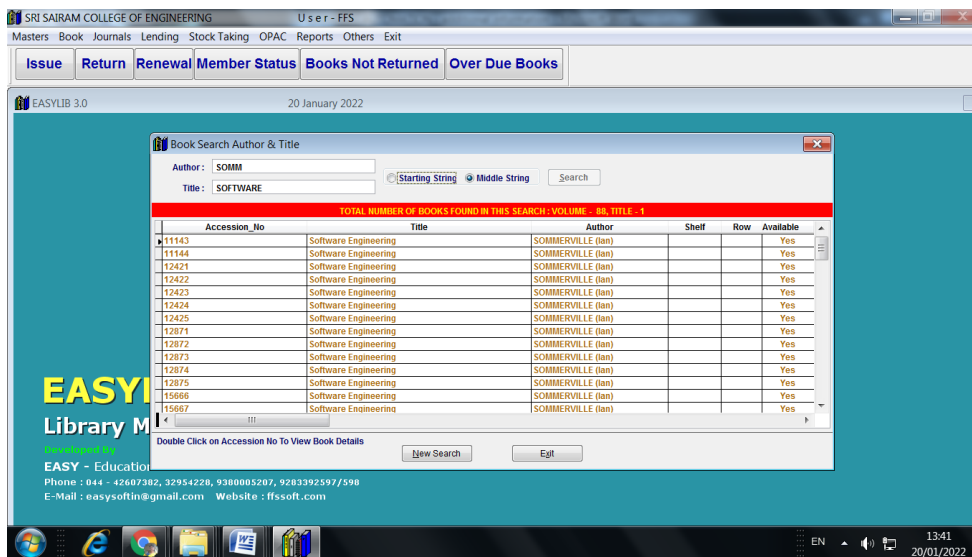 SRI SAIRAM COLLEGE OF ENGINEERING User - FFS
Masters Book Journals Lending Stock Taking OPAC Reports Others Exit
Issue Return Renewal Member Status Books Not Returned Over Due Books
EASYLIB 3.0 20 January 2022
Book Search Author & Title
Author : SOMM
Starting String Middle String Search
Title : SOFTWARE
TOTAL NUMBER OF BOOKS FOUND IN THIS SEARCH : VOLUME - 88, TITLE - 1
Accession_No Title Author Shelf Row Available
11143 Software Engineering SOMMERVILLE (Ian) Yes
11144 Software Engineering SOMMERVILLE (Ian) Yes
12421 Software Engineering SOMMERVILLE (Ian) Yes
12422 Software Engineering SOMMERVILLE (Ian) Yes
12423 Software Engineering SOMMERVILLE (Ian) Yes
12424 Software Engineering SOMMERVILLE (Ian) Yes
12425 Software Engineering SOMMERVILLE (Ian) Yes
12871 Software Engineering SOMMERVILLE (Ian) Yes
12872 Software Engineering SOMMERVILLE (Ian) Yes
12873 Software Engineering SOMMERVILLE (Ian) Yes
12874 Software Engineering SOMMERVILLE (Ian) Yes
12875 Software Engineering SOMMERVILLE (Ian) Yes
15666 Software Engineering SOMMERVILLE (Ian) Yes
15667 Software Engineering SOMMERVILLE (Ian) Yes
Double Click on Accession No To View Book Details
New Search Exit
EASYL
Library M
Developed By
EASY - Education
Phone : 044 - 42607382, 32954228, 9380005207, 9283392597/598
E-Mail : easysoftin@gmail.com Website : ffssoft.com
EN 13:41
20/01/2022